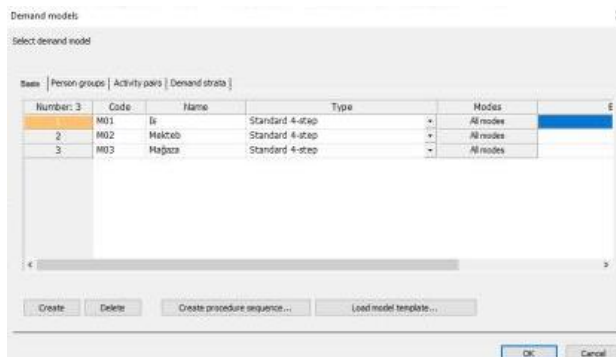 Demand models
Select demand model
Basis Person groups Activity pairs Demand strata
Number: 3 Code Name Type Modes
1 M01 Is Standard 4-step All modes
2 M02 Mekteb Standard 4-step All modes
3 M03 Mağaza Standard 4-step All modes
Create Delete Create procedure sequence... Load model template...
OK Cancel